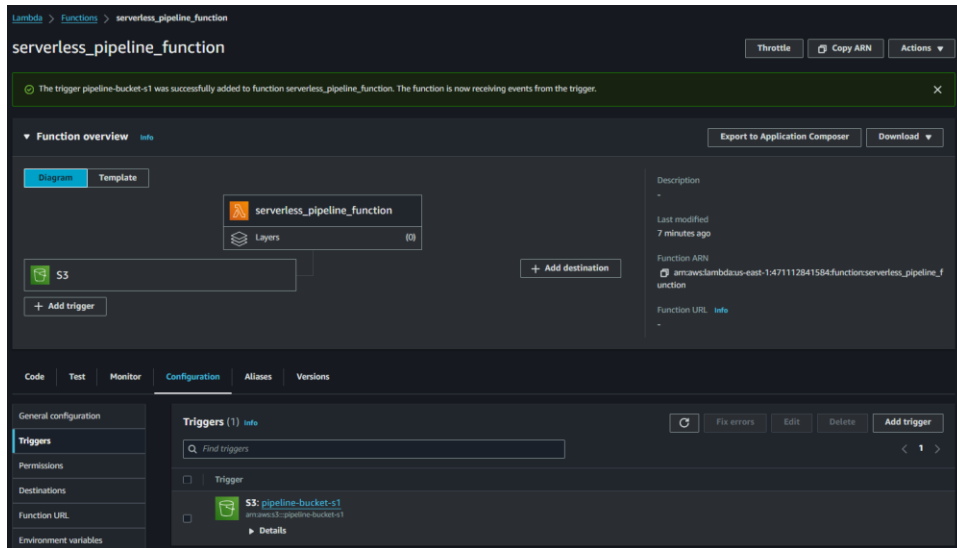 Lambda > Functions > serverless_pipeline_function
serverless_pipeline_function
Throttle
Copy ARN
Actions
The trigger pipeline-bucket-s1 was successfully added to function serverless_pipeline_function. The function is now receiving events from the trigger.
Function overview Info
Export to Application Composer
Download
Diagram
Template
serverless_pipeline_function
Layers (0)
S3
+ Add trigger
+ Add destination
Description
-
Last modified
7 minutes ago
Function ARN
arn:aws:lambda:us-east-1:471112841584:function:serverless_pipeline_f
unction
Function URL Info
-
Code Test Monitor Configuration Aliases Versions
General configuration
Triggers
Permissions
Destinations
Function URL
Environment variables
Triggers (1) Info
Fix errors
Edit
Delete
Add trigger
Find triggers
< 1 >
Trigger
S3: pipeline-bucket-s1
arn:aws:s3:::pipeline-bucket-s1
Details